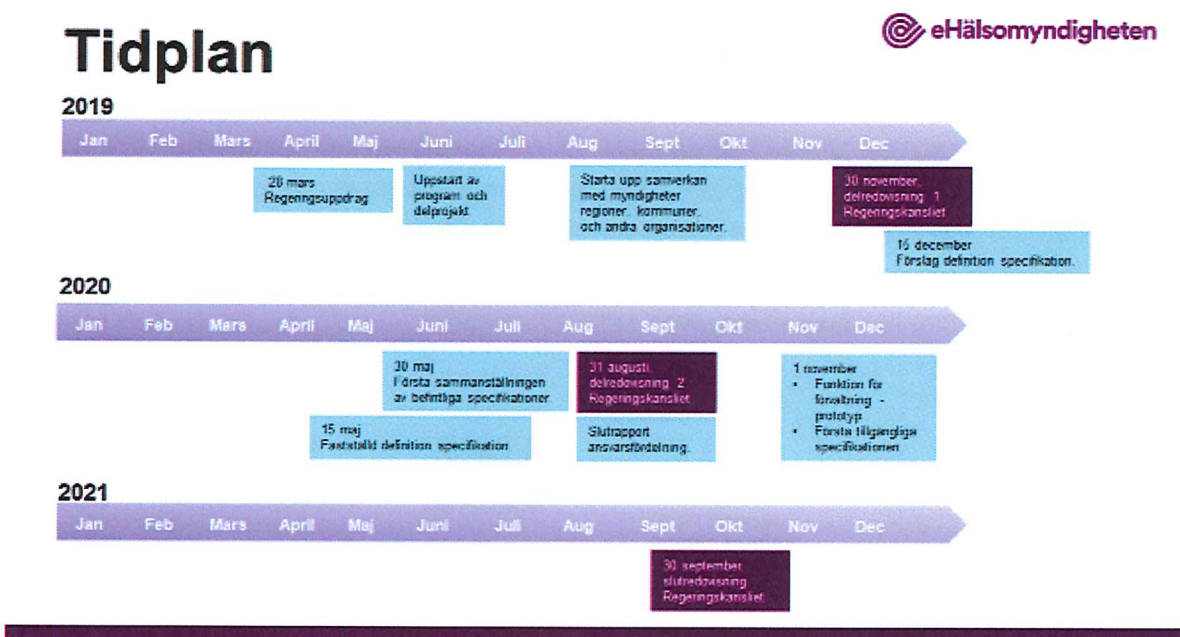 Tidplan
eHälsomyndigheten
2019
Jan Feb Mars April Maj Juni Juli Aug Sept Okt Nov Dec
28 mars
Regeringsuppdrag
Uppstart av
program och
delprojekt
Starta upp samverkan
med myndigheter
regioner, kommuner,
och andra organisationer.
30 november,
delredovisning 1
Regeringskansliet
15 december
Förslag definition specifikation.
2020
Jan Feb Mars April Maj Juni Juli Aug Sept Okt Nov Dec
30 maj
Första sammanställningen
av befintliga specifikationer.
31 augusti,
delredovisning 2
Regeringskansliet
1 november
• Funktion för
förvaltning -
prototyp
• Första tillgängliga
specifikationen
15 maj
Fastställd definition specifikation
Slutrapport
ansvarsfördelning.
2021
Jan Feb Mars April Maj Juni Juli Aug Sept Okt Nov Dec
30 september
slutredovisning
Regeringskansliet